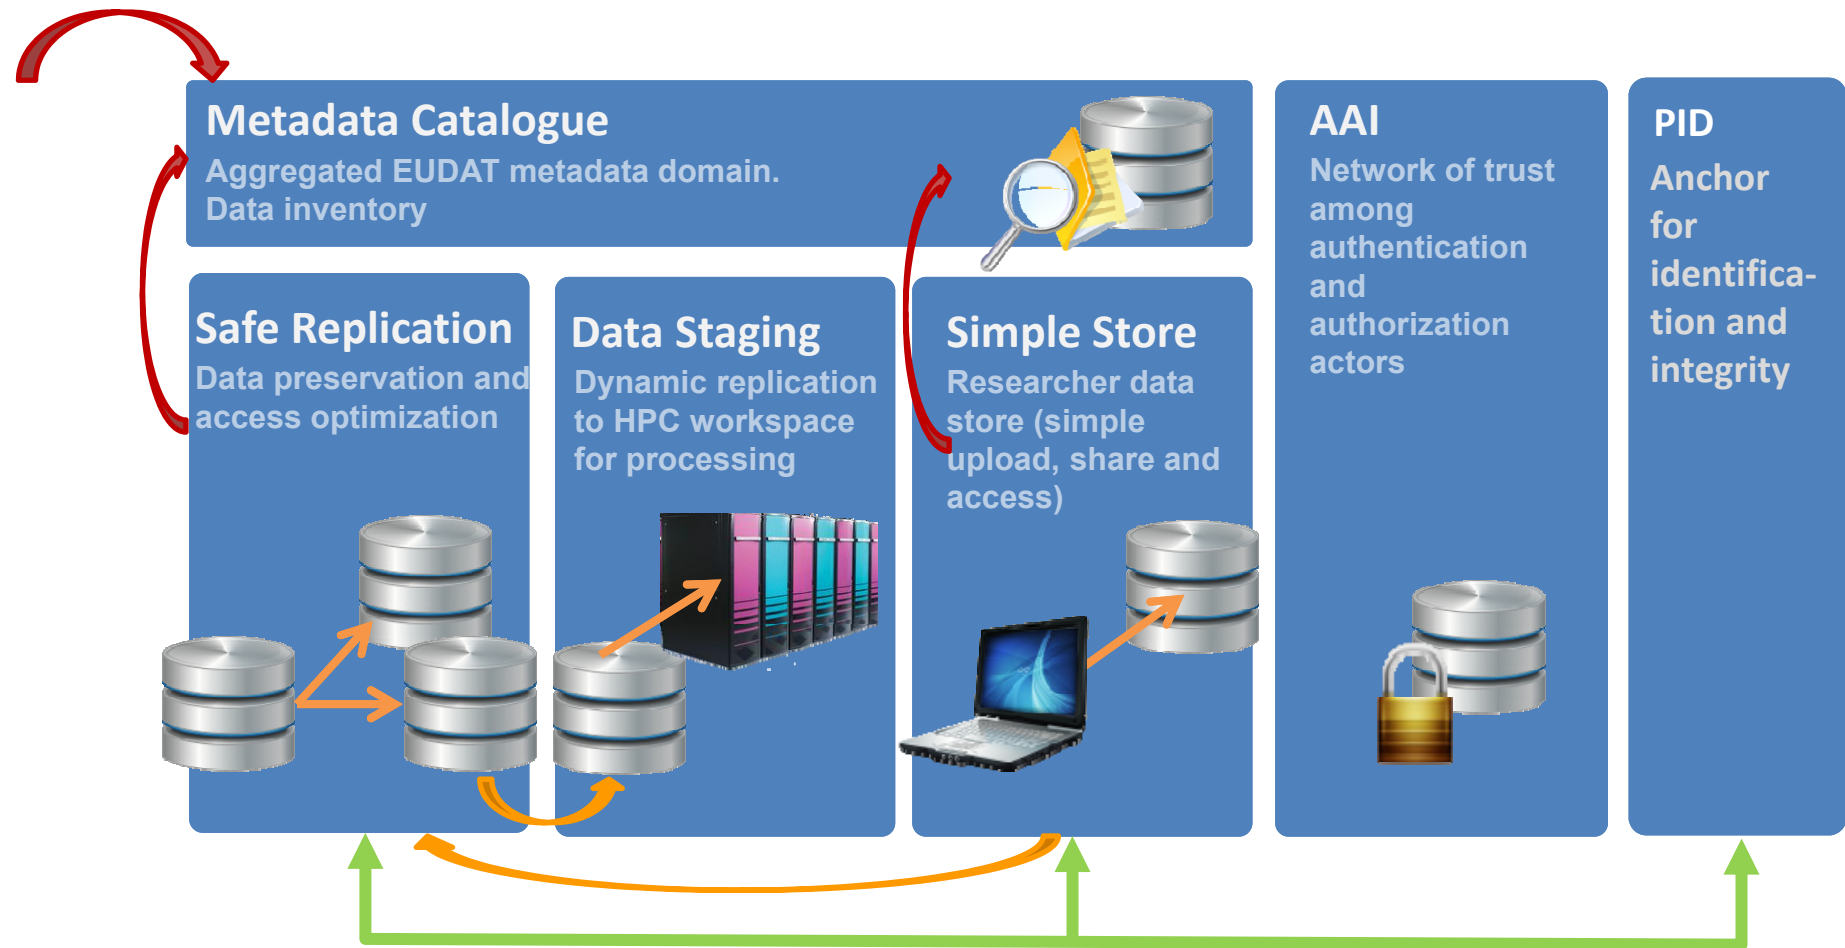 Metadata Catalogue
Aggregated EUDAT metadata domain.
Data inventory
Safe Replication
Data preservation and
access optimization
Data Staging
Dynamic replication
to HPC workspace
for processing
Simple Store
Researcher data
store (simple
upload, share and
access)
AAI
Network of trust
among
authentication
and
authorization
actors
PID
Anchor
for
identifica-
tion and
integrity